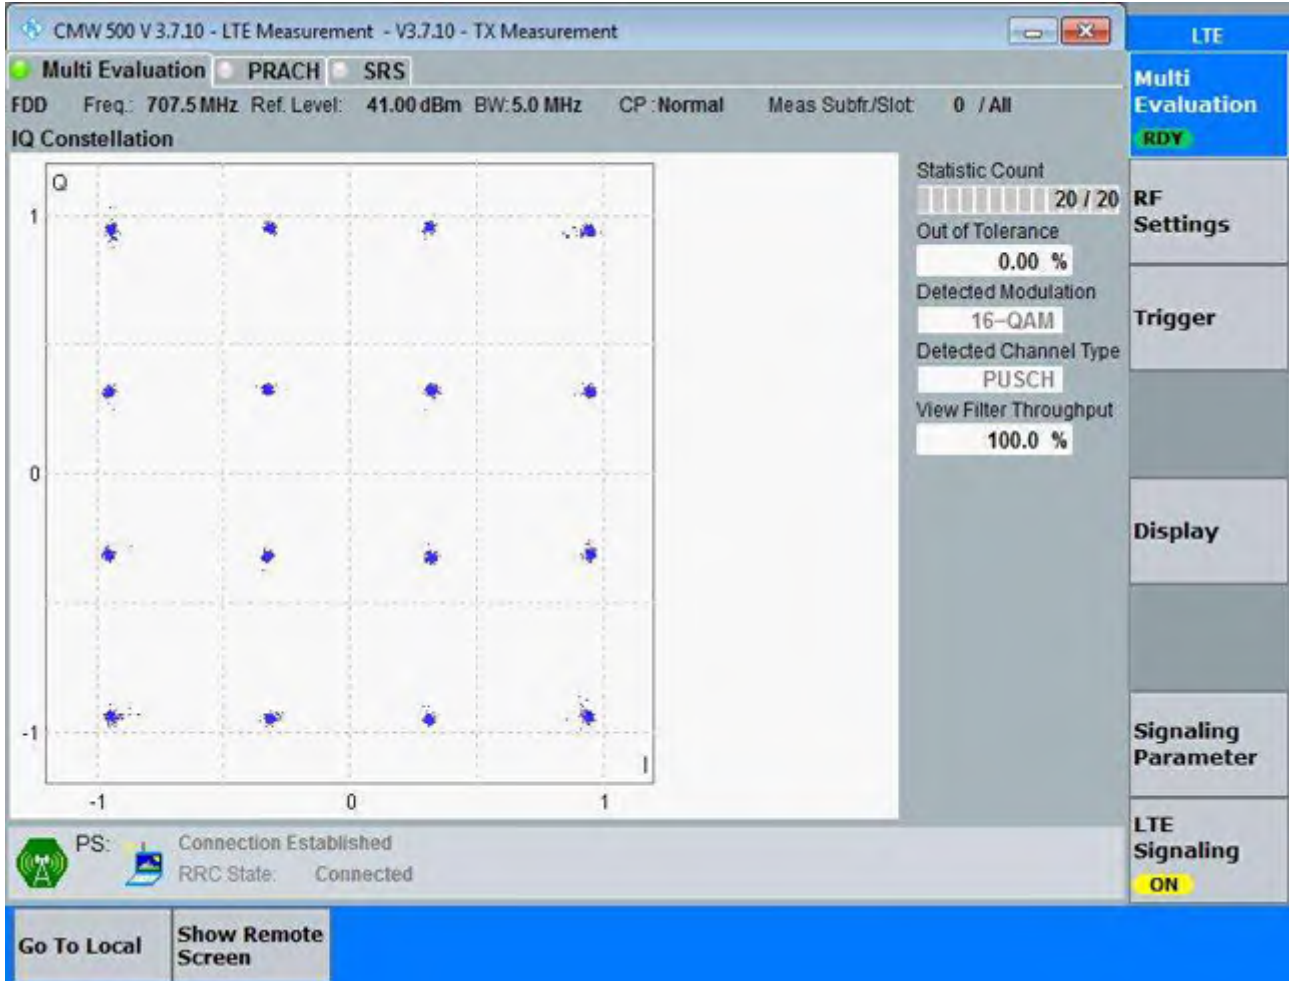 CMW 500 V 3.7.10 - LTE Measurement - V3.7.10 - TX Measurement
LTE
Multi Evaluation PRACH SRS
FDD Freq.: 707.5 MHz Ref. Level: 41.00 dBm BW: 5.0 MHz CP : Normal Meas Subfr./Slot: 0 / All
IQ Constellation
Q
1
0
-1
I
-1 0 1
Statistic Count
20 / 20
Out of Tolerance
0.00 %
Detected Modulation
16-QAM
Detected Channel Type
PUSCH
View Filter Throughput
100.0 %
Multi
Evaluation
RDY
RF
Settings
Trigger
Display
Signaling
Parameter
LTE
Signaling
ON
PS: Connection Established
RRC State: Connected
Go To Local
Show Remote
Screen